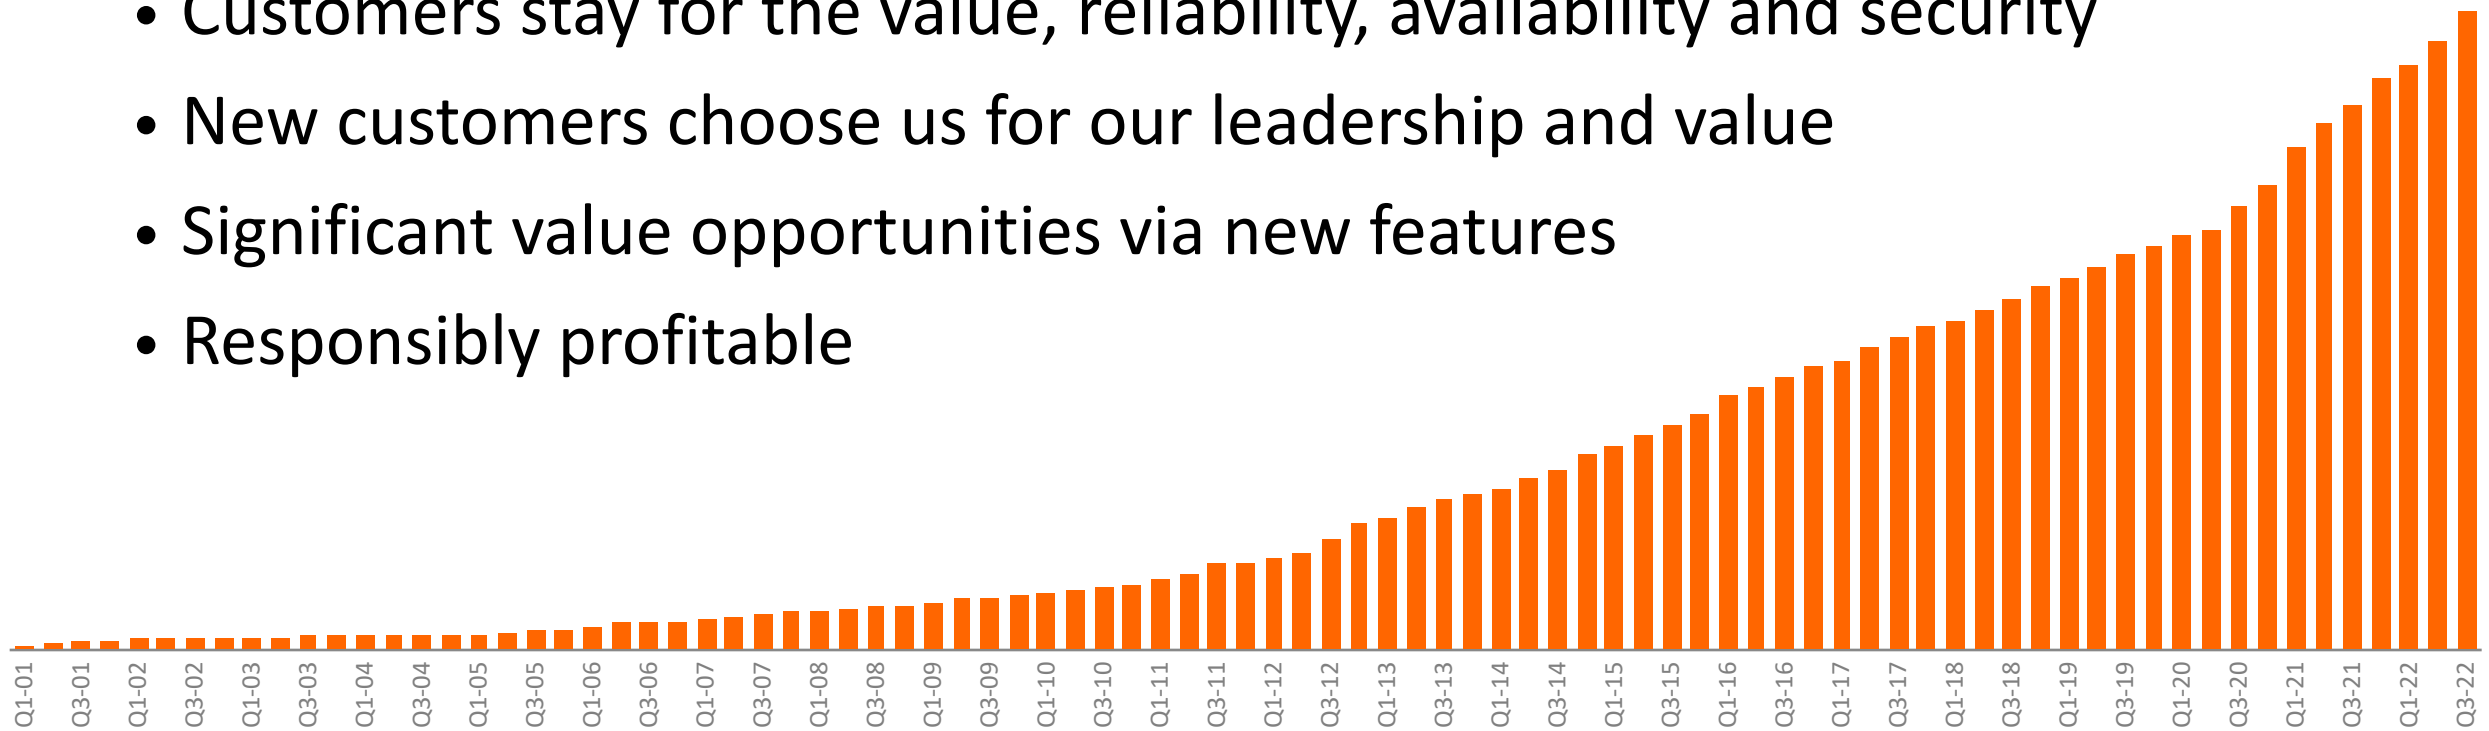 • Customers stay for the value, reliability, availability and security
• New customers choose us for our leadership and value
• Significant value opportunities via new features
• Responsibly profitable
Q1-01 Q3-01 Q1-02 Q3-02 Q1-03 Q3-03 Q1-04 Q3-04 Q1-05 Q3-05 Q1-06 Q3-06 Q1-07 Q3-07 Q1-08 Q3-08 Q1-09 Q3-09 Q1-10 Q3-10 Q1-11 Q3-11 Q1-12 Q3-12 Q1-13 Q3-13 Q1-14 Q3-14 Q1-15 Q3-15 Q1-16 Q3-16 Q1-17 Q3-17 Q1-18 Q3-18 Q1-19 Q3-19 Q1-20 Q3-20 Q1-21 Q3-21 Q1-22 Q3-22